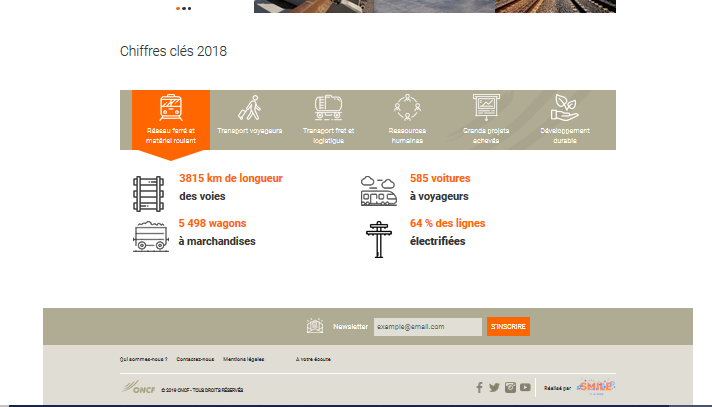 Chiffres clés 2018
Réseau ferré et
matériel roulant
Transport voyageurs
Transport fret et
logistique
Ressources
humaines
Grands projets
achevés
Développement
durable
3815 km de longueur
des voies
585 voitures
à voyageurs
5 498 wagons
à marchandises
64 % des lignes
électrifiées
Newsletter
example@email.com
S'INSCRIRE
Qui sommes-nous ?
Contactez-nous
Mentions légales
A votre écoute
ONCF
© 2019 ONCF - TOUS DROITS RÉSERVÉS
Réalisé par
SMILE